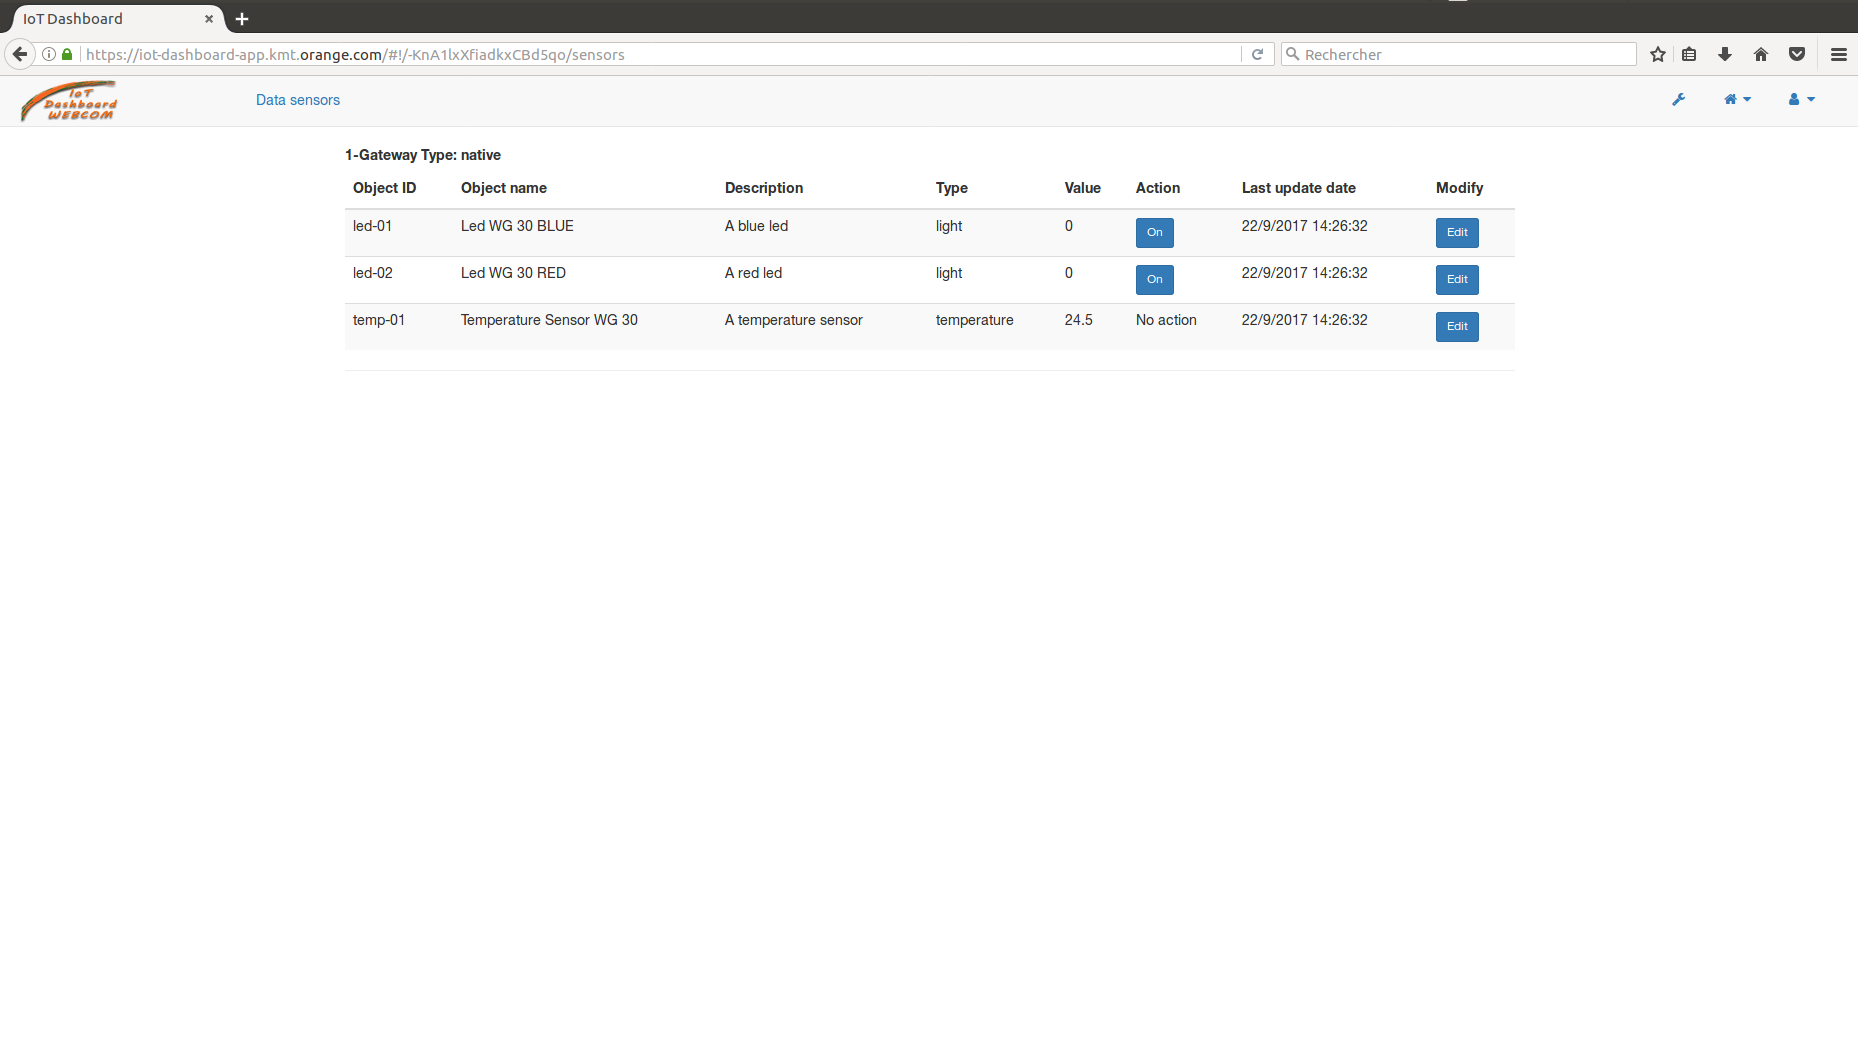 IoT Dashboard
https://iot-dashboard-app.kmt.orange.com/#!/-KnA1lxXfiadkxCBd5qo/sensors
Rechercher
IoT
Dashboard
WEBCOM
Data sensors
1-Gateway Type: native
Object ID Object name Description Type Value Action Last update date Modify
led-01 Led WG 30 BLUE A blue led light 0 On 22/9/2017 14:26:32 Edit
led-02 Led WG 30 RED A red led light 0 On 22/9/2017 14:26:32 Edit
temp-01 Temperature Sensor WG 30 A temperature sensor temperature 24.5 No action 22/9/2017 14:26:32 Edit